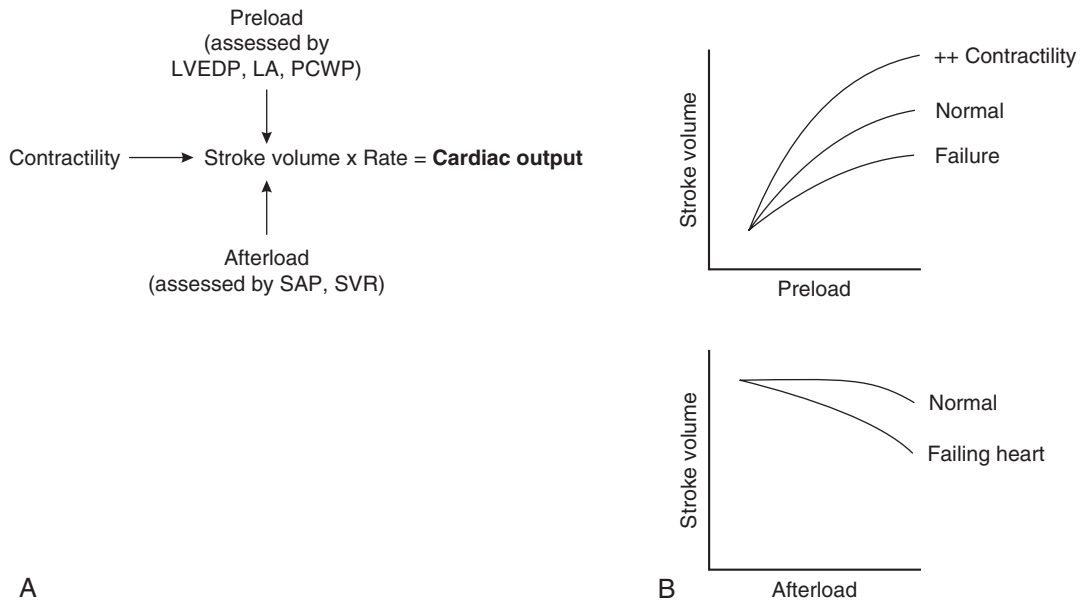 Preload
(assessed by
LVEDP, LA, PCWP)
Contractility
Stroke volume x Rate = Cardiac output
Afterload
(assessed by SAP, SVR)
A
Stroke volume
++ Contractility
Normal
Failure
Preload
Stroke volume
Normal
Failing heart
Afterload
B